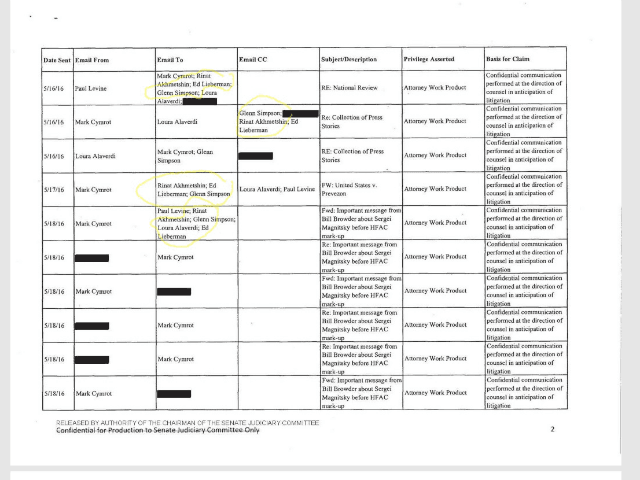 Date Sent Email From Email To Email CC Subject/Description Privilege Asserted Basis for Claim
5/16/16 Paul Levine Mark Cymrot; Rinat Akhmetshin; Ed Lieberman; Glenn Simpson; Loura Alaverdi; RE: National Review Attorney Work Product Confidential communication performed at the direction of counsel in anticipation of litigation
5/16/16 Mark Cymrot Loura Alaverdi Glenn Simpson; Rinat Akhmetshin; Ed Lieberman Re: Collection of Press Stories Attorney Work Product Confidential communication performed at the direction of counsel in anticipation of litigation
5/16/16 Loura Alaverdi Mark Cymrot; Glenn Simpson RE: Collection of Press Stories Attorney Work Product Confidential communication performed at the direction of counsel in anticipation of litigation
5/17/16 Mark Cymrot Rinat Akhmetshin; Ed Lieberman; Glenn Simpson Loura Alaverdi; Paul Levine FW: United States v. Prevezon Attorney Work Product Confidential communication performed at the direction of counsel in anticipation of litigation
5/18/16 Mark Cymrot Paul Levine; Rinat Akhmetshin; Glenn Simpson; Loura Alaverdi; Ed Lieberman Fwd: Important message from Bill Browder about Sergei Magnitsky before HFAC mark-up Attorney Work Product Confidential communication performed at the direction of counsel in anticipation of litigation
5/18/16 Mark Cymrot Re: Important message from Bill Browder about Sergei Magnitsky before HFAC mark-up Attorney Work Product Confidential communication performed at the direction of counsel in anticipation of litigation
5/18/16 Mark Cymrot Fwd: Important message from Bill Browder about Sergei Magnitsky before HFAC mark-up Attorney Work Product Confidential communication performed at the direction of counsel in anticipation of litigation
5/18/16 Mark Cymrot Re: Important message from Bill Browder about Sergei Magnitsky before HFAC mark-up Attorney Work Product Confidential communication performed at the direction of counsel in anticipation of litigation
5/18/16 Mark Cymrot Re: Important message from Bill Browder about Sergei Magnitsky before HFAC mark-up Attorney Work Product Confidential communication performed at the direction of counsel in anticipation of litigation
5/18/16 Mark Cymrot Fwd: Important message from Bill Browder about Sergei Magnitsky before HFAC mark-up Attorney Work Product Confidential communication performed at the direction of counsel in anticipation of litigation
RELEASED BY AUTHORITY OF THE CHAIRMAN OF THE SENATE JUDICIARY COMMITTEE
Confidential for Production to Senate Judiciary Committee Only 2